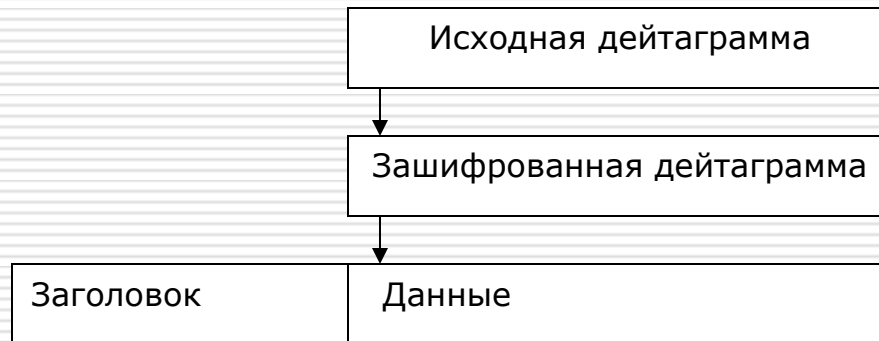 Исходная дейтаграмма
Зашифрованная дейтаграмма
Заголовок Данные